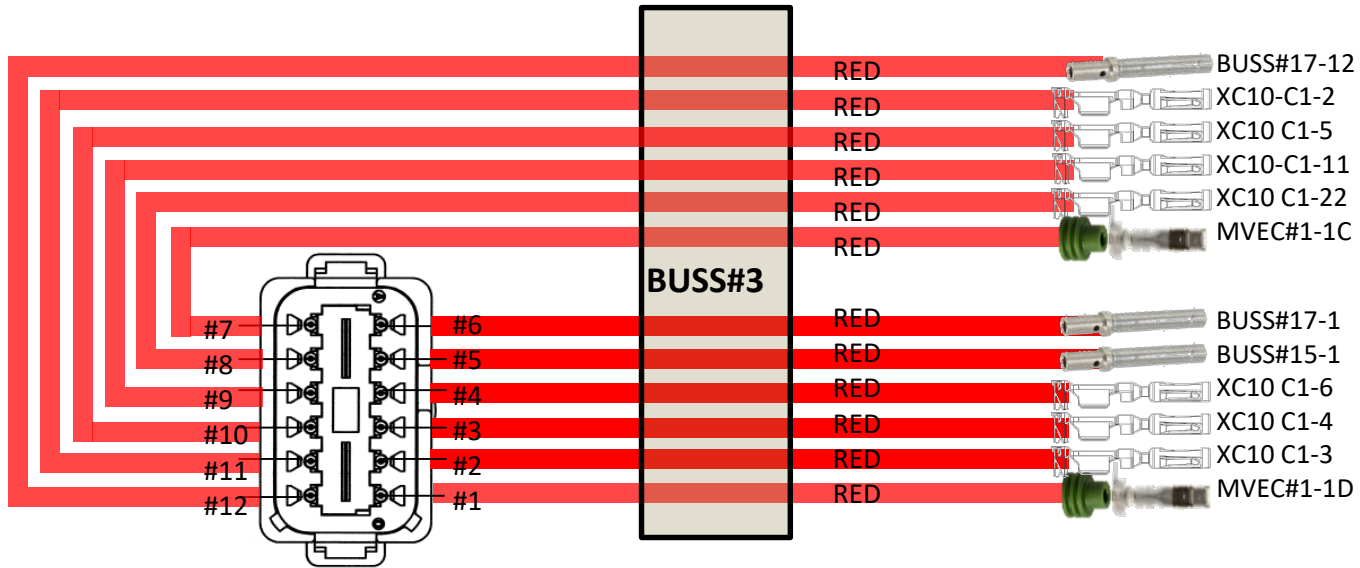 RED BUSS#17-12
RED XC10-C1-2
RED XC10 C1-5
RED XC10-C1-11
RED XC10 C1-22
RED MVEC#1-1C
BUSS#3
#7 #6 RED BUSS#17-1
#8 #5 RED BUSS#15-1
#9 #4 RED XC10 C1-6
#10 #3 RED XC10 C1-4
#11 #2 RED XC10 C1-3
#12 #1 RED MVEC#1-1D